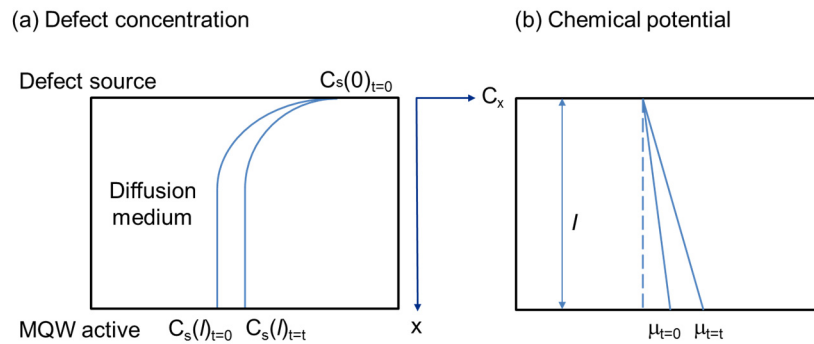 (a) Defect concentration
(b) Chemical potential
Defect source
Cₛ(0)ₜ₌₀
Cₓ
Diffusion
medium
l
MQW active
Cₛ(l)ₜ₌₀
Cₛ(l)ₜ₌ₜ
x
μₜ₌₀
μₜ₌ₜ